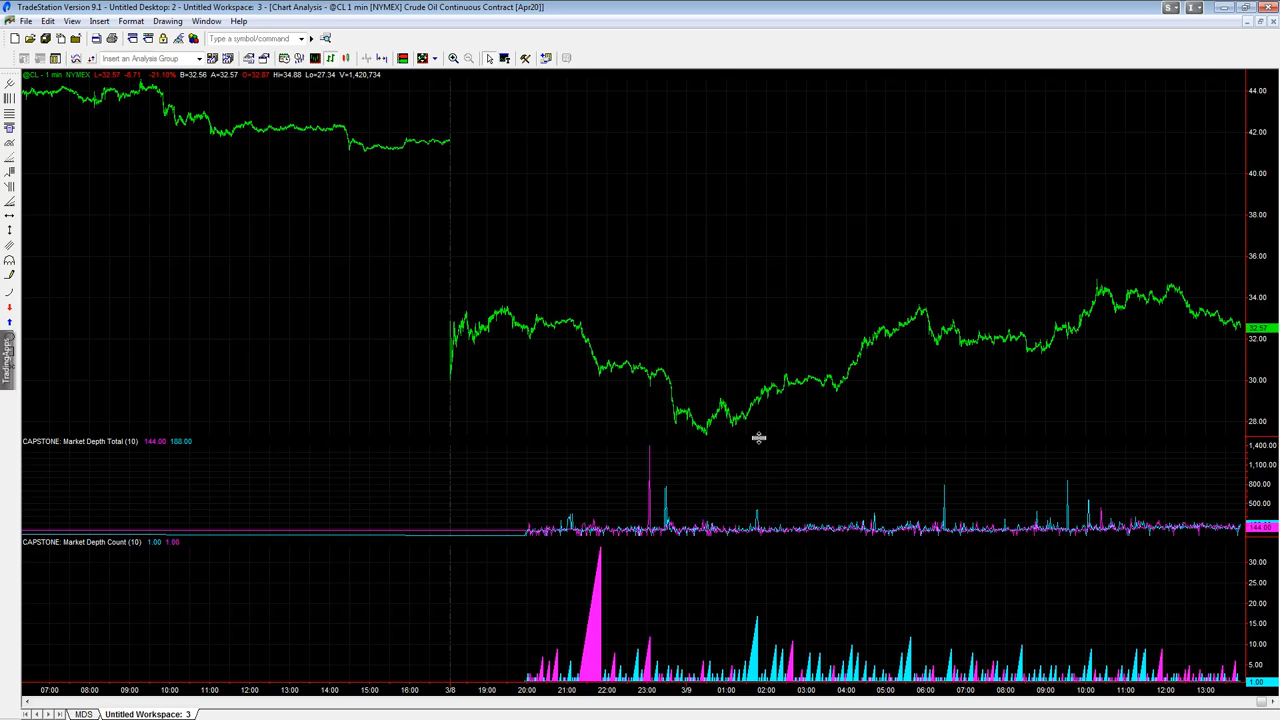 TradeStation Version 9.1 - Untitled Desktop: 2 - Untitled Workspace: 3 - [Chart Analysis - @CL 1 min [NYMEX] Crude Oil Continuous Contract [Apr20]]
File Edit View Insert Format Drawing Window Help
Type a symbol/command
Insert an Analysis Group
@CL - 1 min NYMEX L=32.57 -8.71 -21.10% B=32.56 A=32.57 O=32.87 Hi=34.88 Lo=27.34 V=1,420,734
44.00
42.00
40.00
38.00
36.00
34.00
32.57
32.00
30.00
28.00
TradingApps
CAPSTONE: Market Depth Total (10) 144.00 188.00
1,400.00
1,100.00
800.00
500.00
144.00
CAPSTONE: Market Depth Count (10) 1.00 1.00
30.00
25.00
20.00
15.00
10.00
5.00
1.00
07:00 08:00 09:00 10:00 11:00 12:00 13:00 14:00 15:00 16:00 3/8 19:00 20:00 21:00 22:00 23:00 3/9 01:00 02:00 03:00 04:00 05:00 06:00 07:00 08:00 09:00 10:00 11:00 12:00 13:00
MDS Untitled Workspace: 3